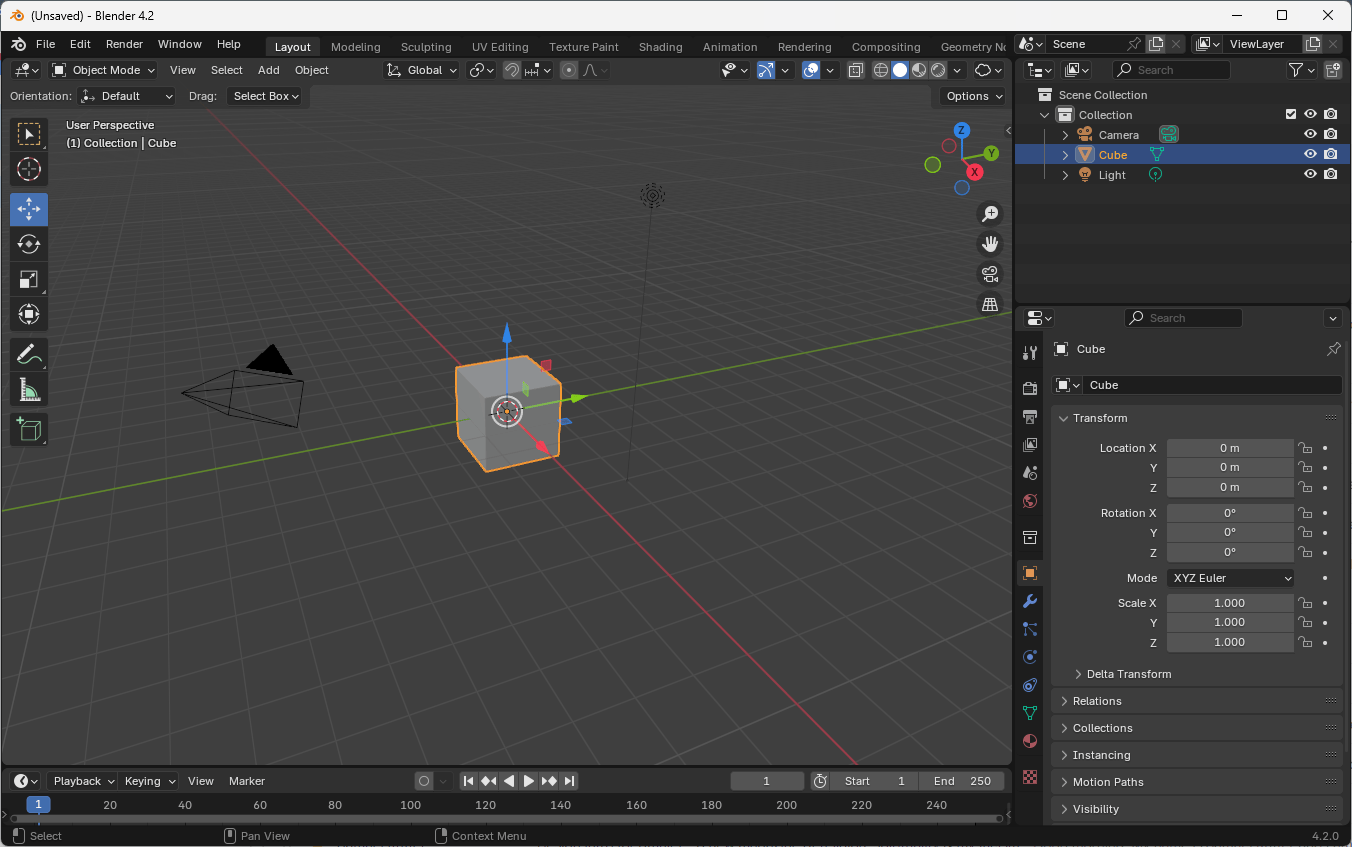 (Unsaved) - Blender 4.2
File Edit Render Window Help Layout Modeling Sculpting UV Editing Texture Paint Shading Animation Rendering Compositing Geometry No Scene ViewLayer
Object Mode View Select Add Object Global
Orientation: Default Drag: Select Box Options
User Perspective
(1) Collection | Cube
Z
Y
X
Search
Scene Collection
Collection
Camera
Cube
Light
Search
Cube
Cube
Transform
Location X 0 m
Y 0 m
Z 0 m
Rotation X 0°
Y 0°
Z 0°
Mode XYZ Euler
Scale X 1.000
Y 1.000
Z 1.000
Delta Transform
Relations
Collections
Instancing
Motion Paths
Visibility
Playback Keying View Marker 1 Start 1 End 250
1 20 40 60 80 100 120 140 160 180 200 220 240
Select Pan View Context Menu 4.2.0